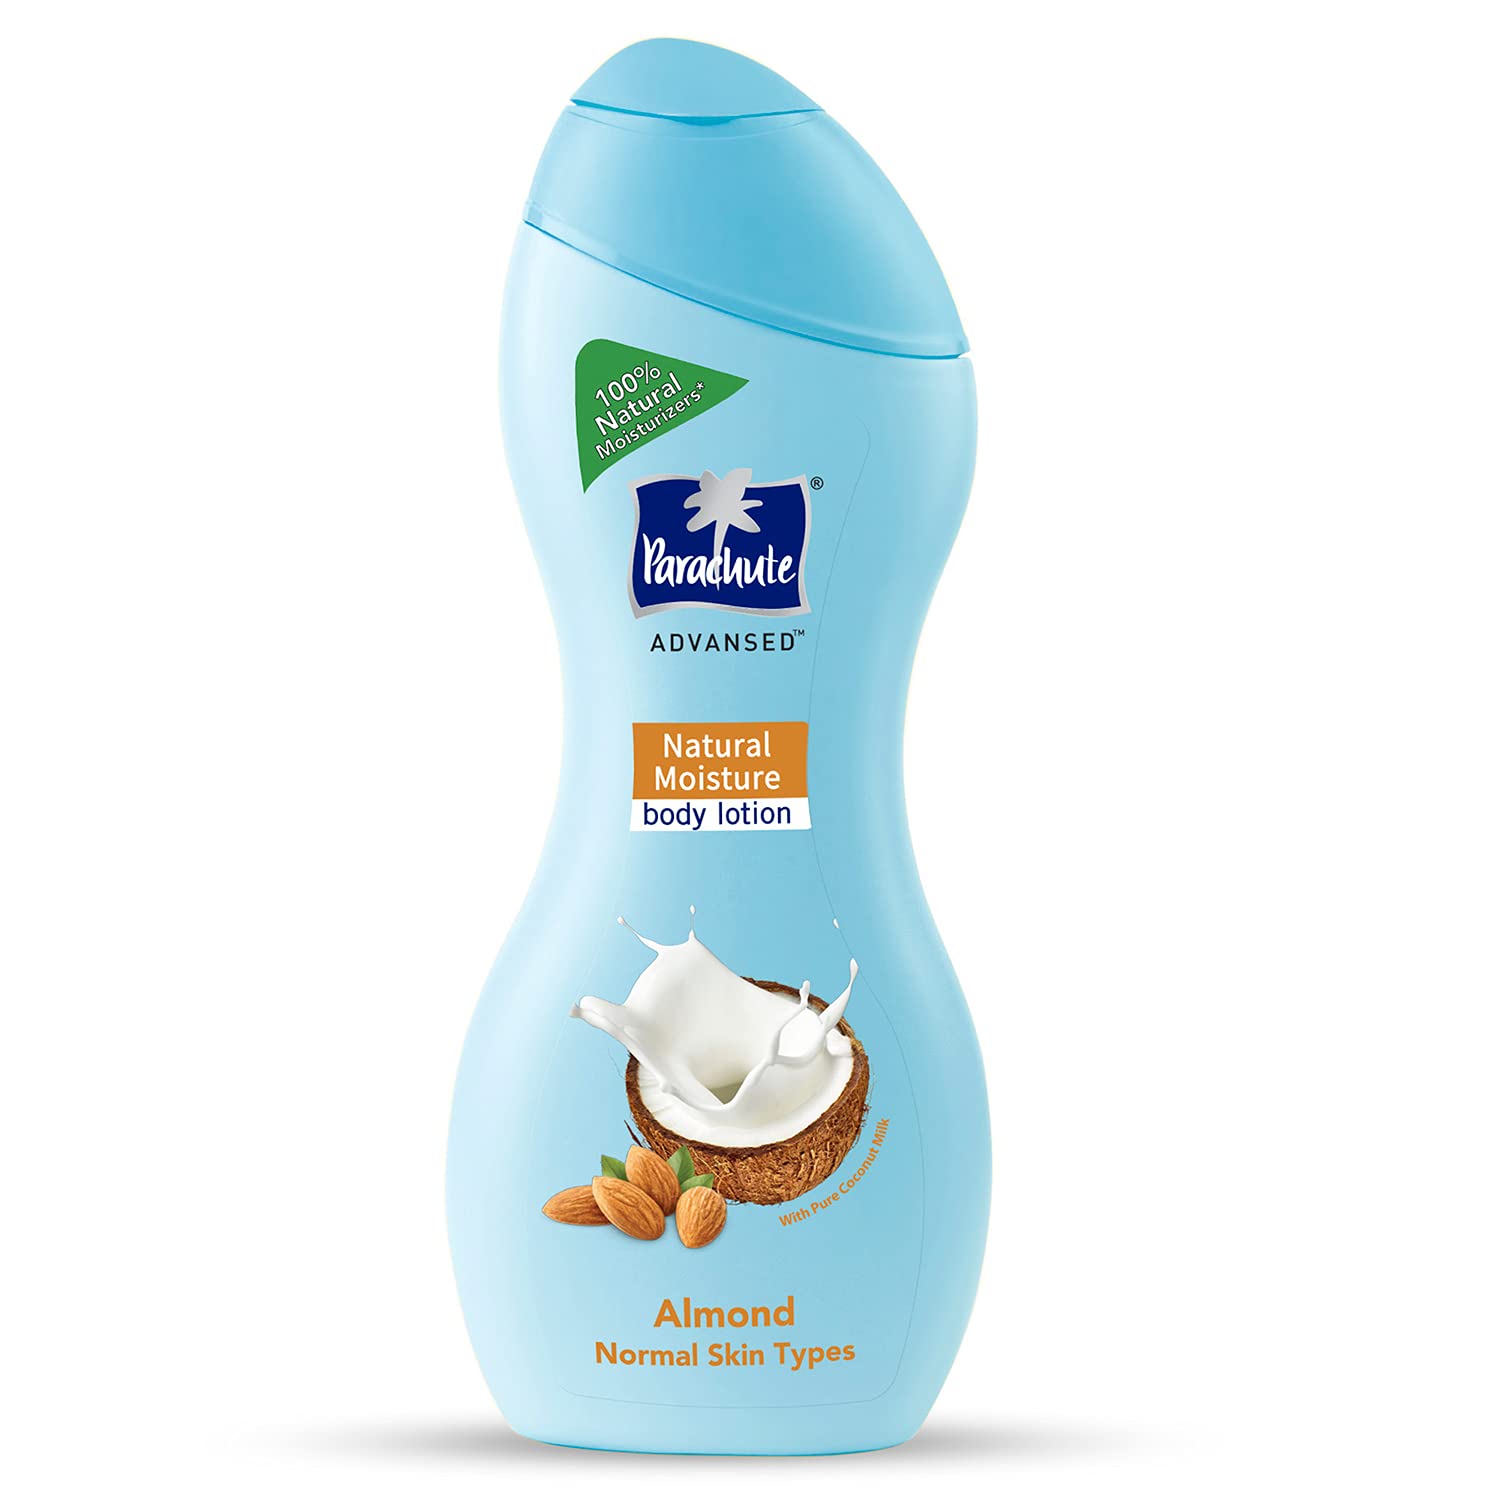 100%
Natural
Moisturizers*
Parachute®
ADVANSED™
Natural
Moisture
body lotion
With Pure Coconut Milk
Almond
Normal Skin Types